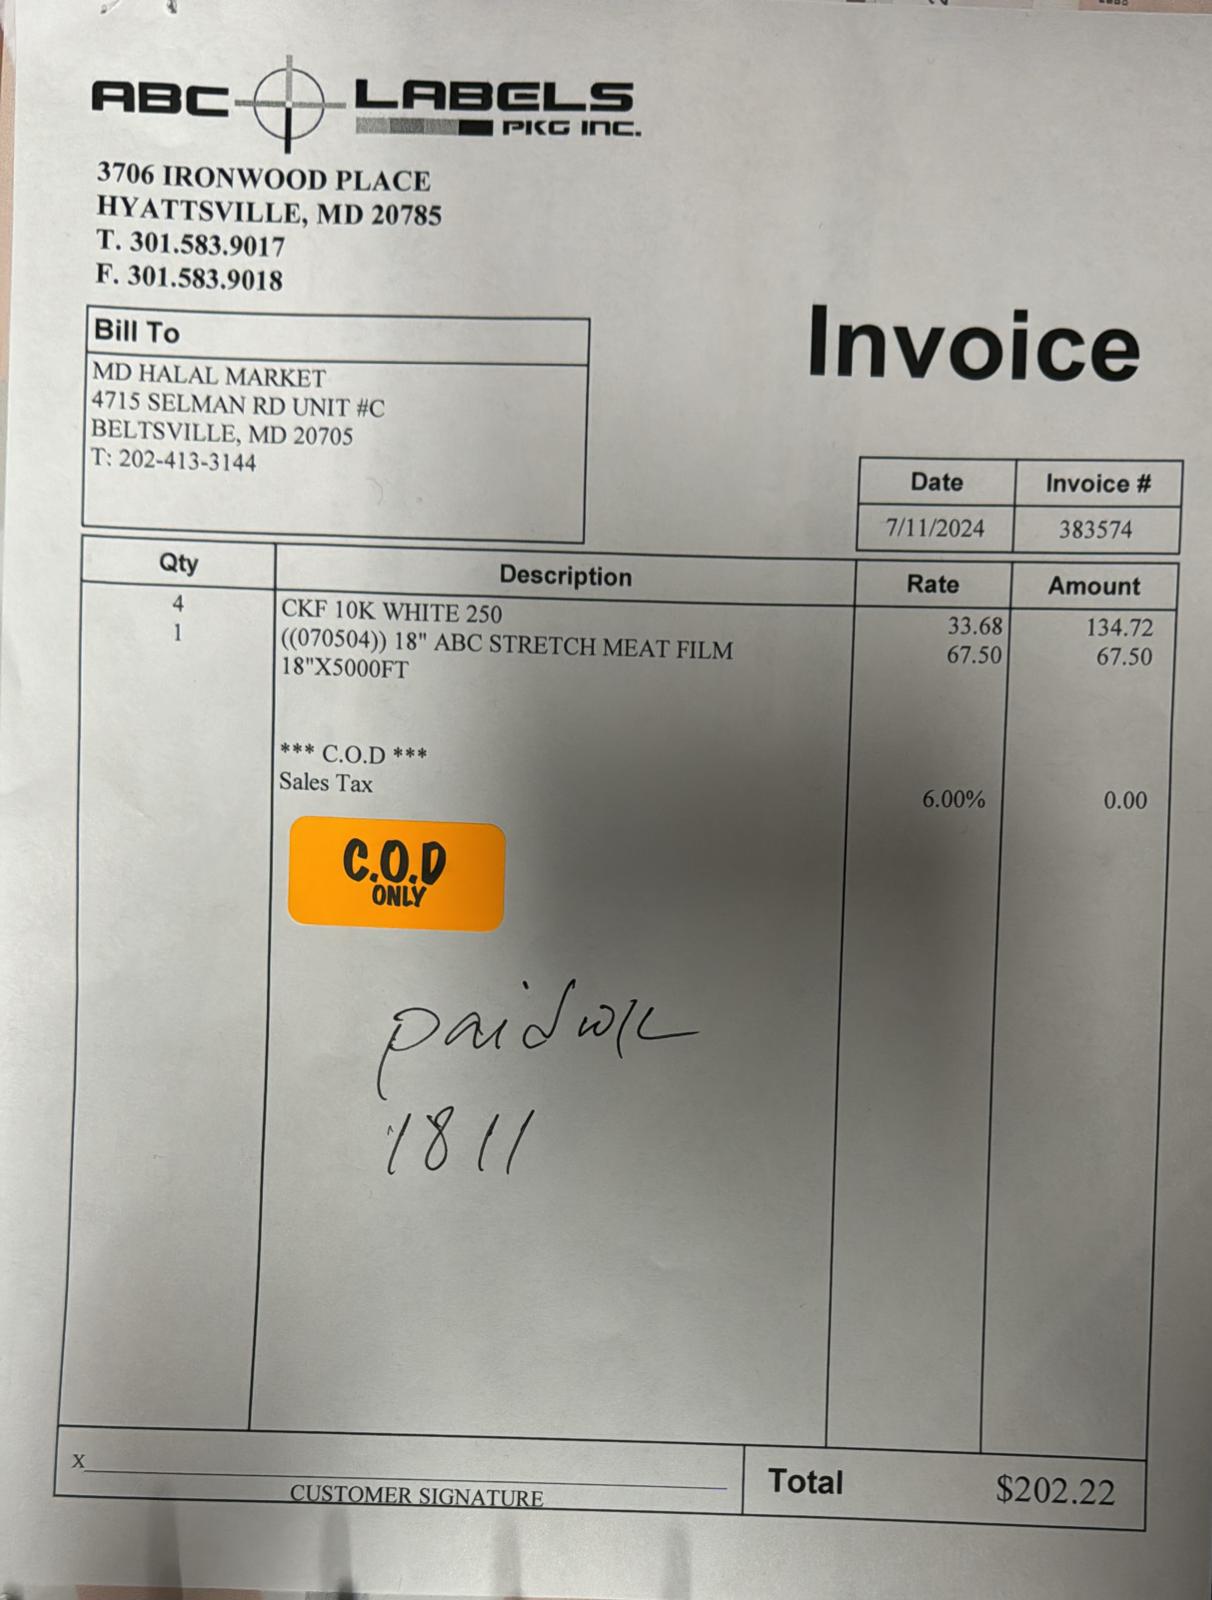 ABC LABELS
PKG INC.
3706 IRONWOOD PLACE
HYATTSVILLE, MD 20785
T. 301.583.9017
F. 301.583.9018
Bill To
MD HALAL MARKET
4715 SELMAN RD UNIT #C
BELTSVILLE, MD 20705
T: 202-413-3144
Invoice
Date Invoice #
7/11/2024 383574
Qty Description Rate Amount
4 CKF 10K WHITE 250 33.68 134.72
1 ((070504)) 18" ABC STRETCH MEAT FILM 67.50 67.50
18"X5000FT
*** C.O.D ***
Sales Tax 6.00% 0.00
C.O.D
ONLY
paid
1811
X
CUSTOMER SIGNATURE
Total $202.22